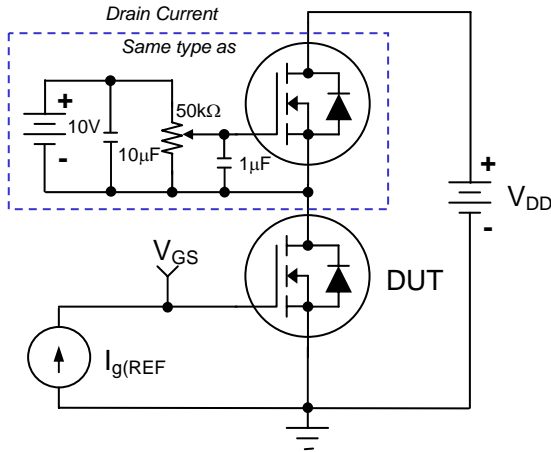 Drain Current
Same type as
+
10V
-
10μF
50kΩ
1μF
+
VDD
-
VGS
DUT
Ig(REF